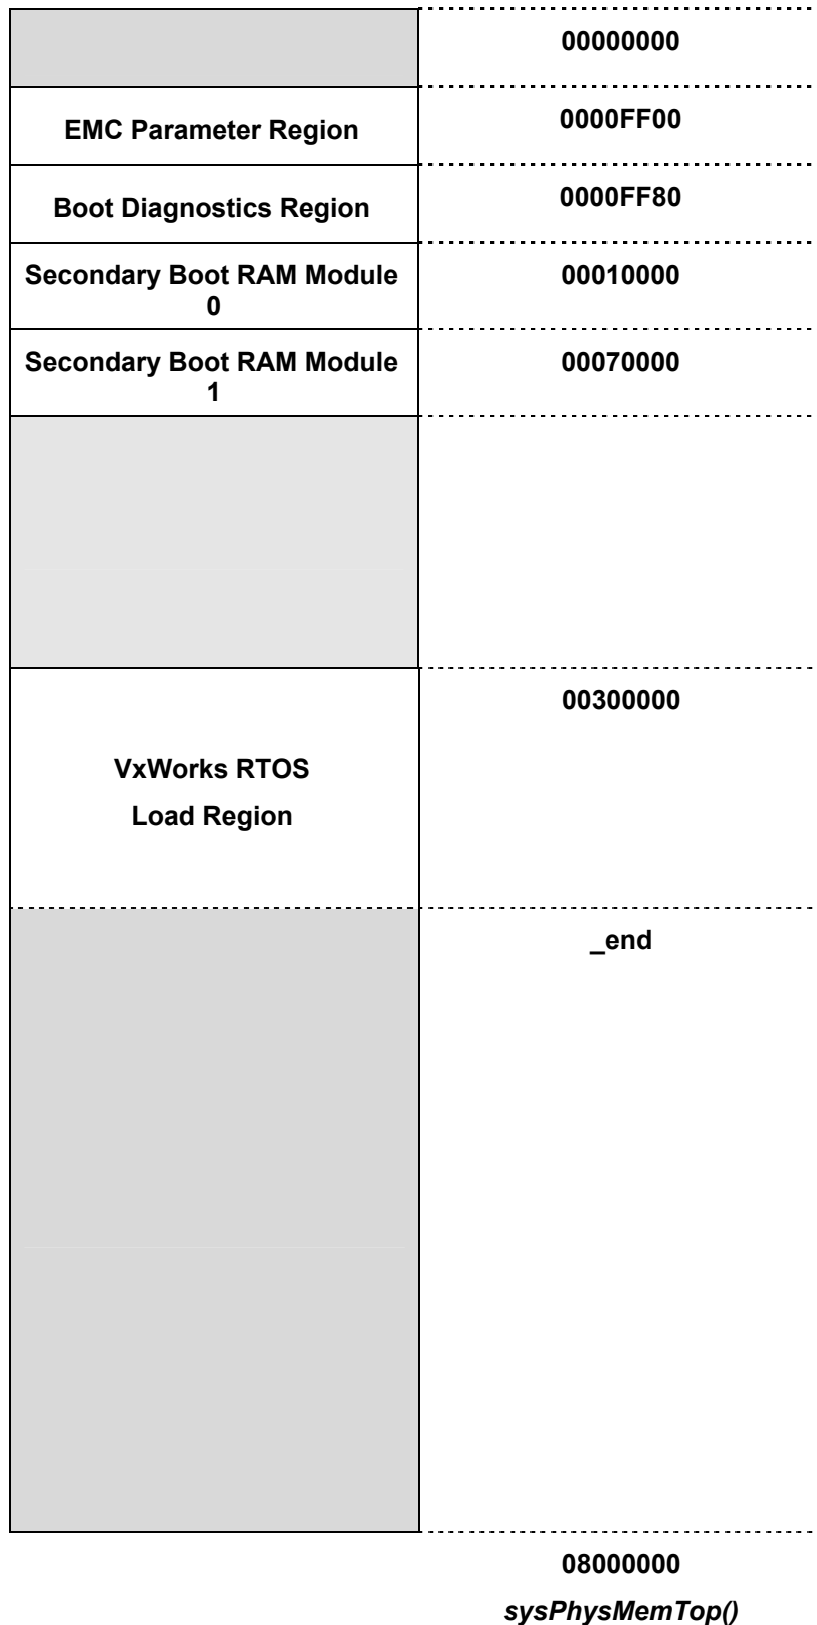 00000000
EMC Parameter Region
0000FF00
Boot Diagnostics Region
0000FF80
Secondary Boot RAM Module
0
00010000
Secondary Boot RAM Module
1
00070000
00300000
VxWorks RTOS
Load Region
_end
08000000
sysPhysMemTop()